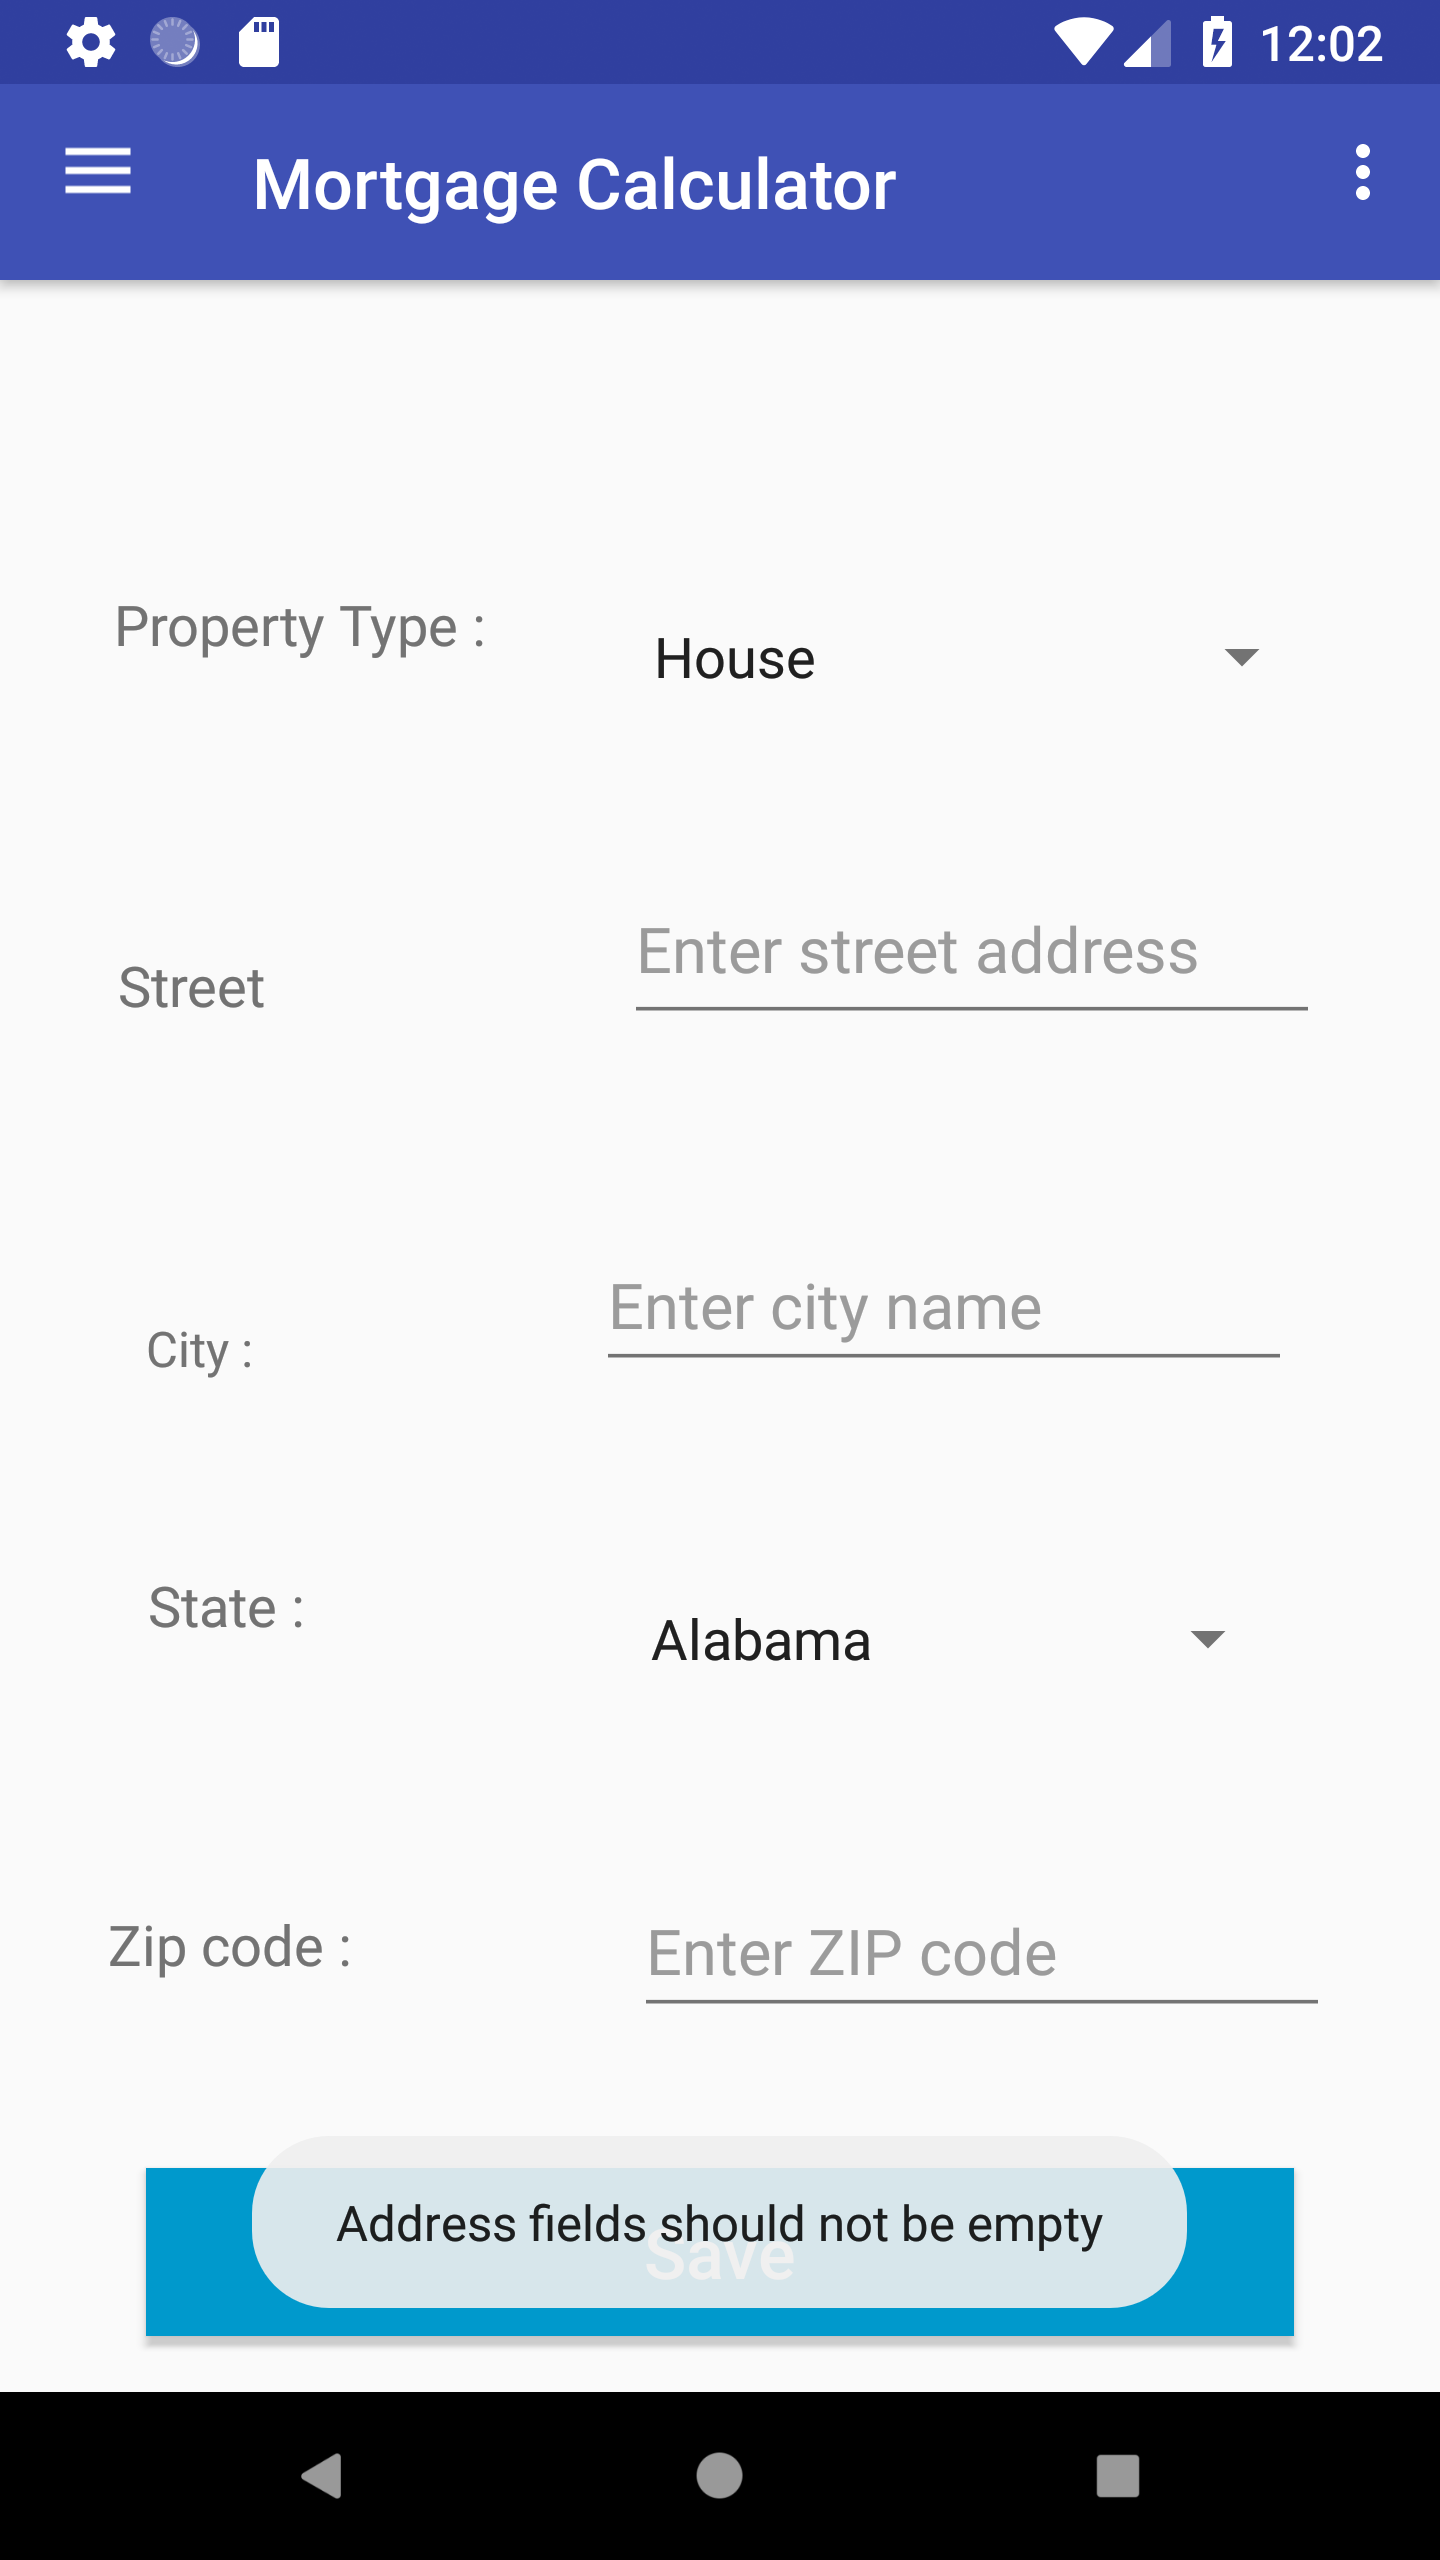 12:02
Mortgage Calculator
Property Type :
House
Enter street address
Street
Enter city name
City :
State :
Alabama
Zip code :
Enter ZIP code
Address fields should not be empty
Save